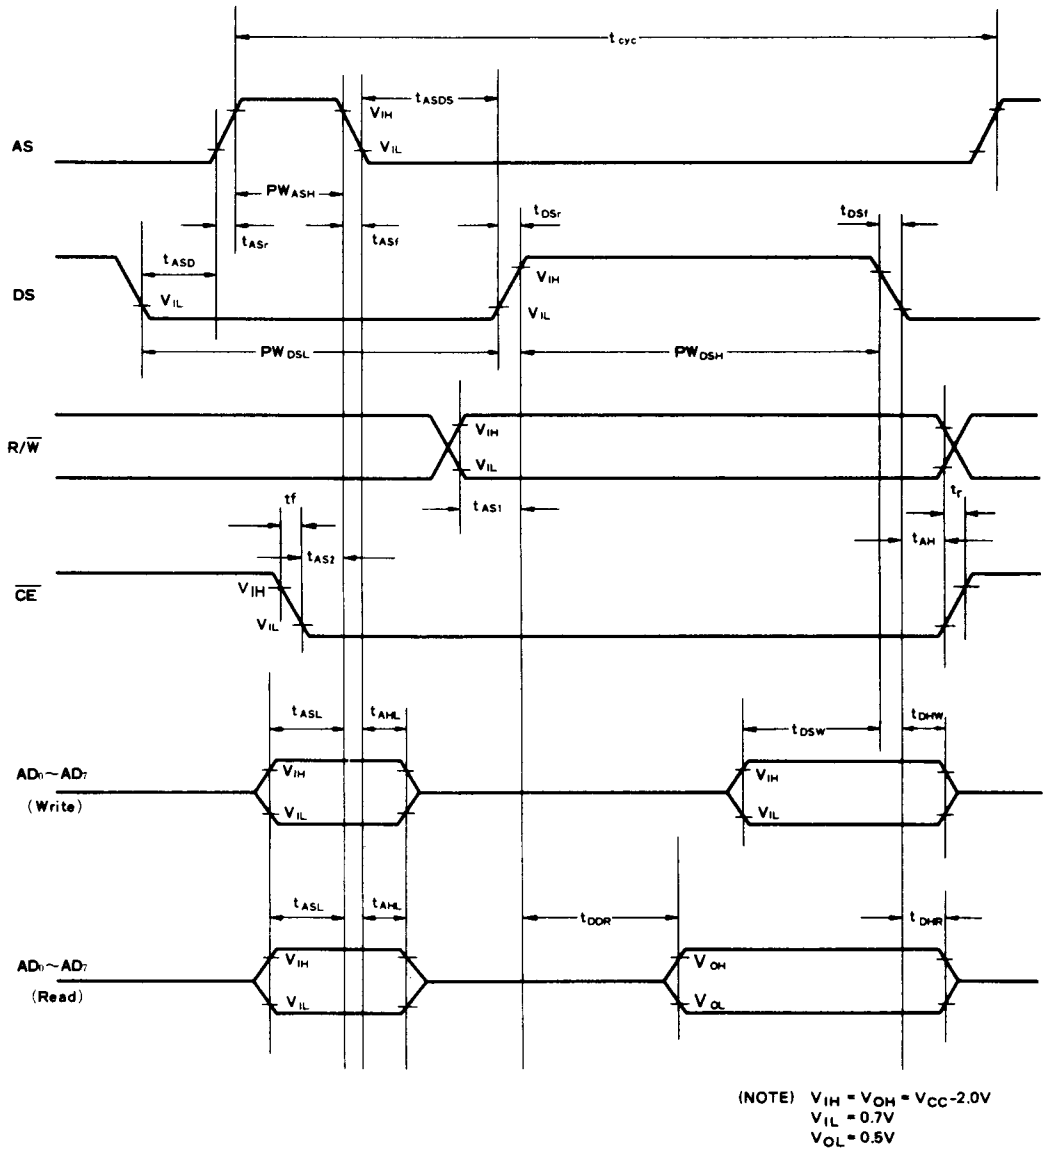 tcyc
tASDS
VIH
AS
VIL
PWASH
tDSr
tDSf
tASr
tASf
tASD
VIH
DS
VIL
VIL
PWDSL
PWDSH
VIH
R/W̅
VIL
tf
tr
tAS1
tAH
tAS2
C̅E̅
VIH
VIL
tASL
tAHL
tDSW
tDHW
AD0~AD7
VIH
VIH
(Write)
VIL
VIL
tASL
tAHL
tDDR
tDHR
AD0~AD7
VIH
VOH
(Read)
VIL
VOL
(NOTE) VIH = VOH = VCC-2.0V
VIL = 0.7V
VOL = 0.5V